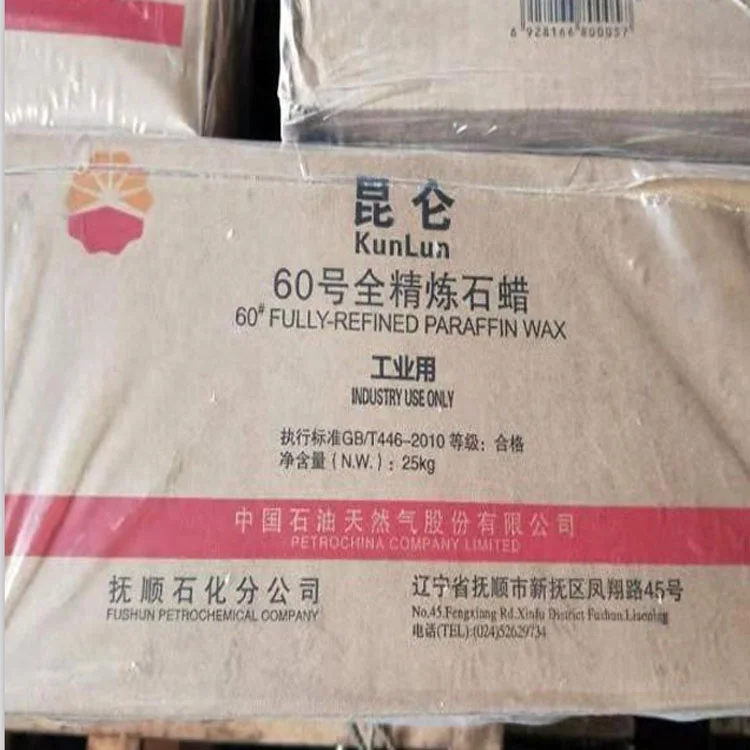 6 928166 800057
昆仑
KunLun
60号全精炼石蜡
60# FULLY-REFINED PARAFFIN WAX
工业用
INDUSTRY USE ONLY
执行标准GB/T446-2010 等级：合格
净含量（N.W.）：25kg
中国石油天然气股份有限公司
PETROCHINA COMPANY LIMITED
抚顺石化分公司
FUSHUN PETROCHEMICAL COMPANY
辽宁省抚顺市新抚区凤翔路45号
No.45.Fengxiang Rd.Xinfu District Fushun.Liaoning
电话(TEL):(024)52629734